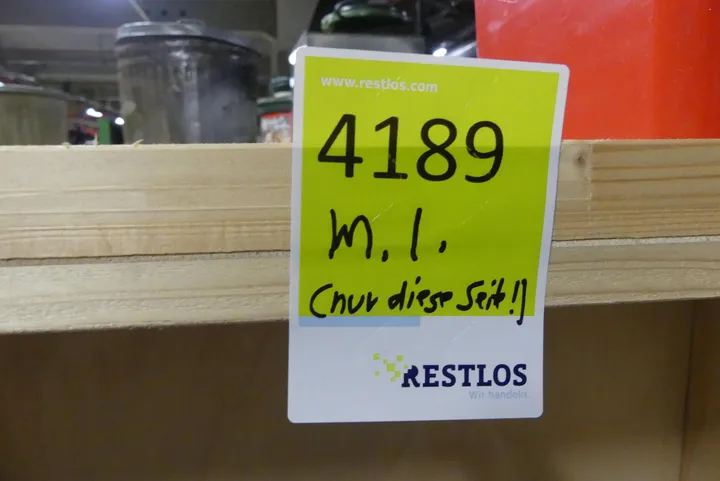 www.restlos.com
4189
m. l.
(nur diese Seite!)
RESTLOS
Wir handeln.